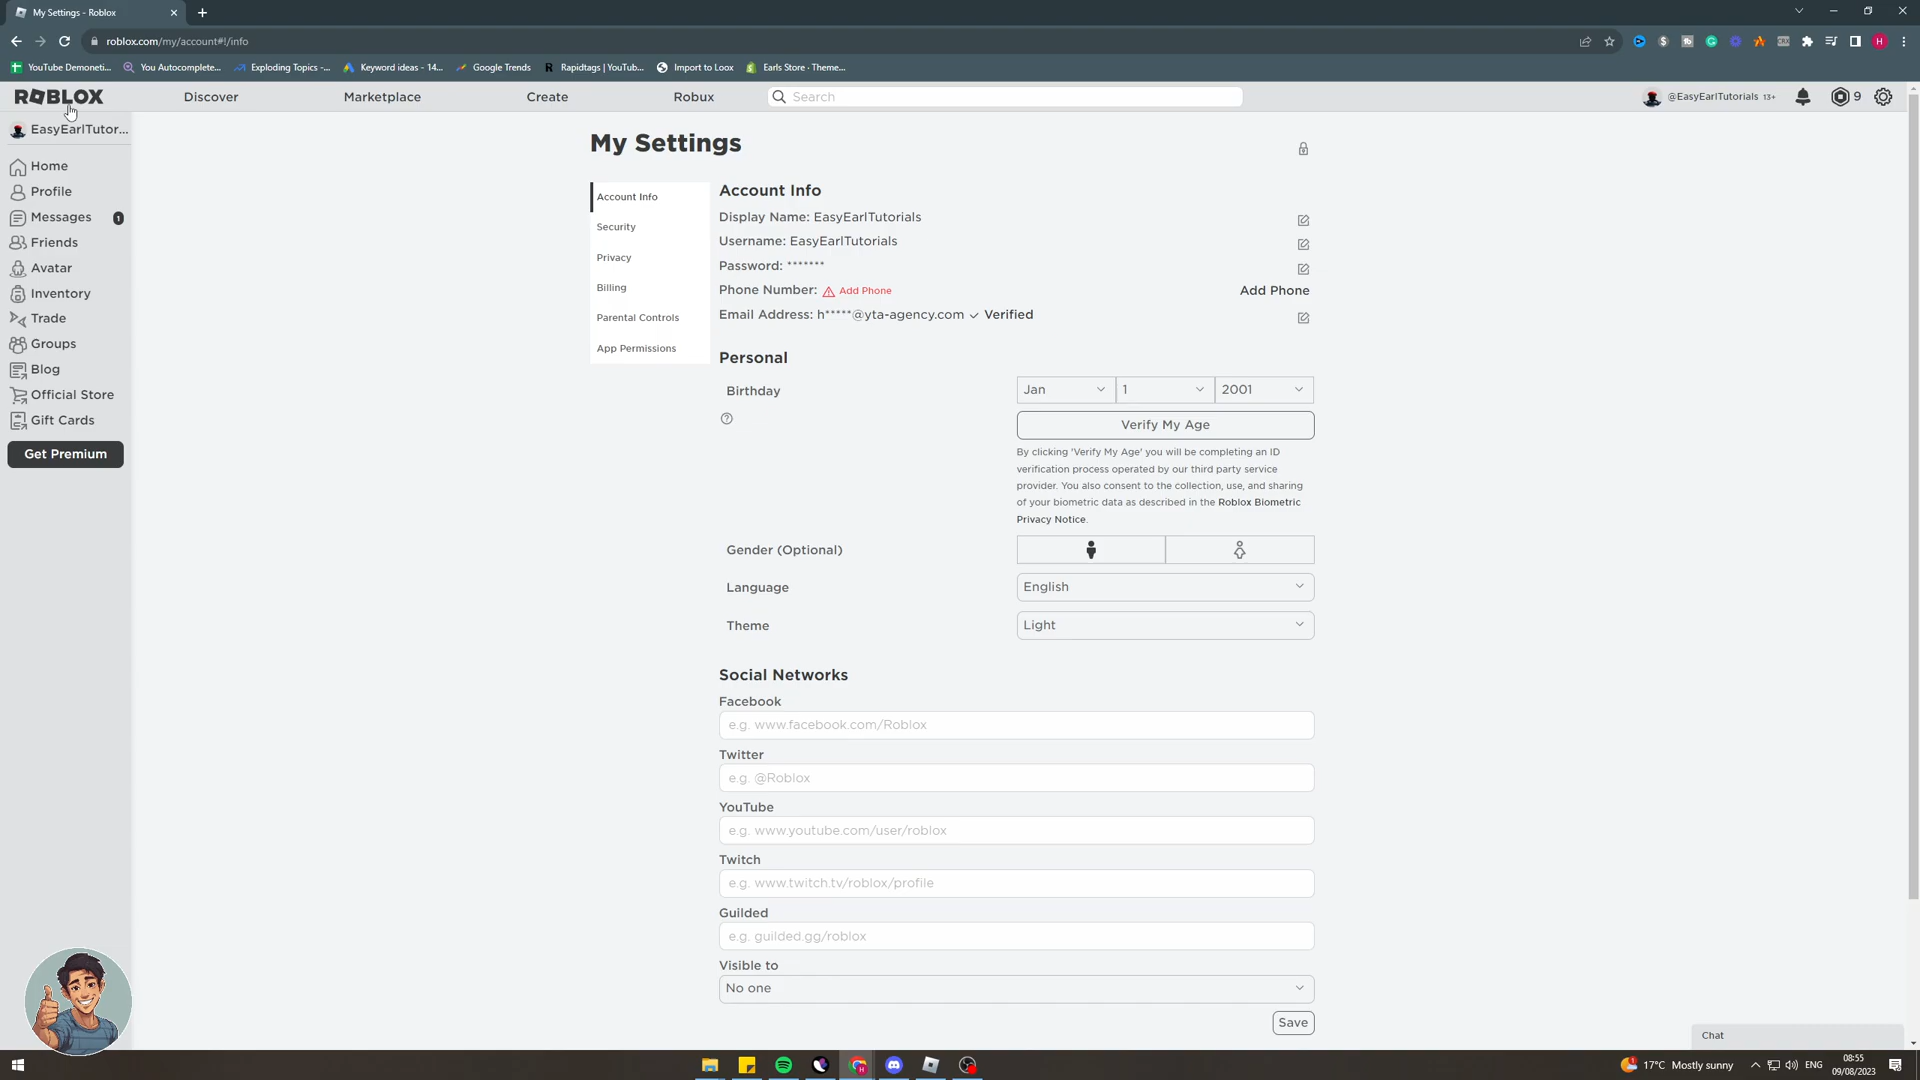 My Settings - Roblox
roblox.com/my/account#!/info
YouTube Demoneti...
You Autocomplete...
Exploding Topics -...
Keyword ideas - 14...
Google Trends
Rapidtags | YouTub...
Import to Loox
Earls Store · Theme...
ROBLOX
Discover
Marketplace
Create
Robux
Search
@EasyEarlTutorials 13+
9
EasyEarlTutor...
Home
Profile
Messages 1
Friends
Avatar
Inventory
Trade
Groups
Blog
Official Store
Gift Cards
Get Premium
My Settings
Account Info
Security
Privacy
Billing
Parental Controls
App Permissions
Account Info
Display Name: EasyEarlTutorials
Username: EasyEarlTutorials
Password: *******
Phone Number: Add Phone
Add Phone
Email Address: h*****@yta-agency.com ✓ Verified
Personal
Birthday
Jan
1
2001
Verify My Age
By clicking 'Verify My Age' you will be completing an ID
verification process operated by our third party service
provider. You also consent to the collection, use, and sharing
of your biometric data as described in the Roblox Biometric
Privacy Notice.
Gender (Optional)
Language
English
Theme
Light
Social Networks
Facebook
e.g. www.facebook.com/Roblox
Twitter
e.g. @Roblox
YouTube
e.g. www.youtube.com/user/roblox
Twitch
e.g. www.twitch.tv/roblox/profile
Guilded
e.g. guilded.gg/roblox
Visible to
No one
Save
Chat
17°C Mostly sunny
ENG
08:55
09/08/2023